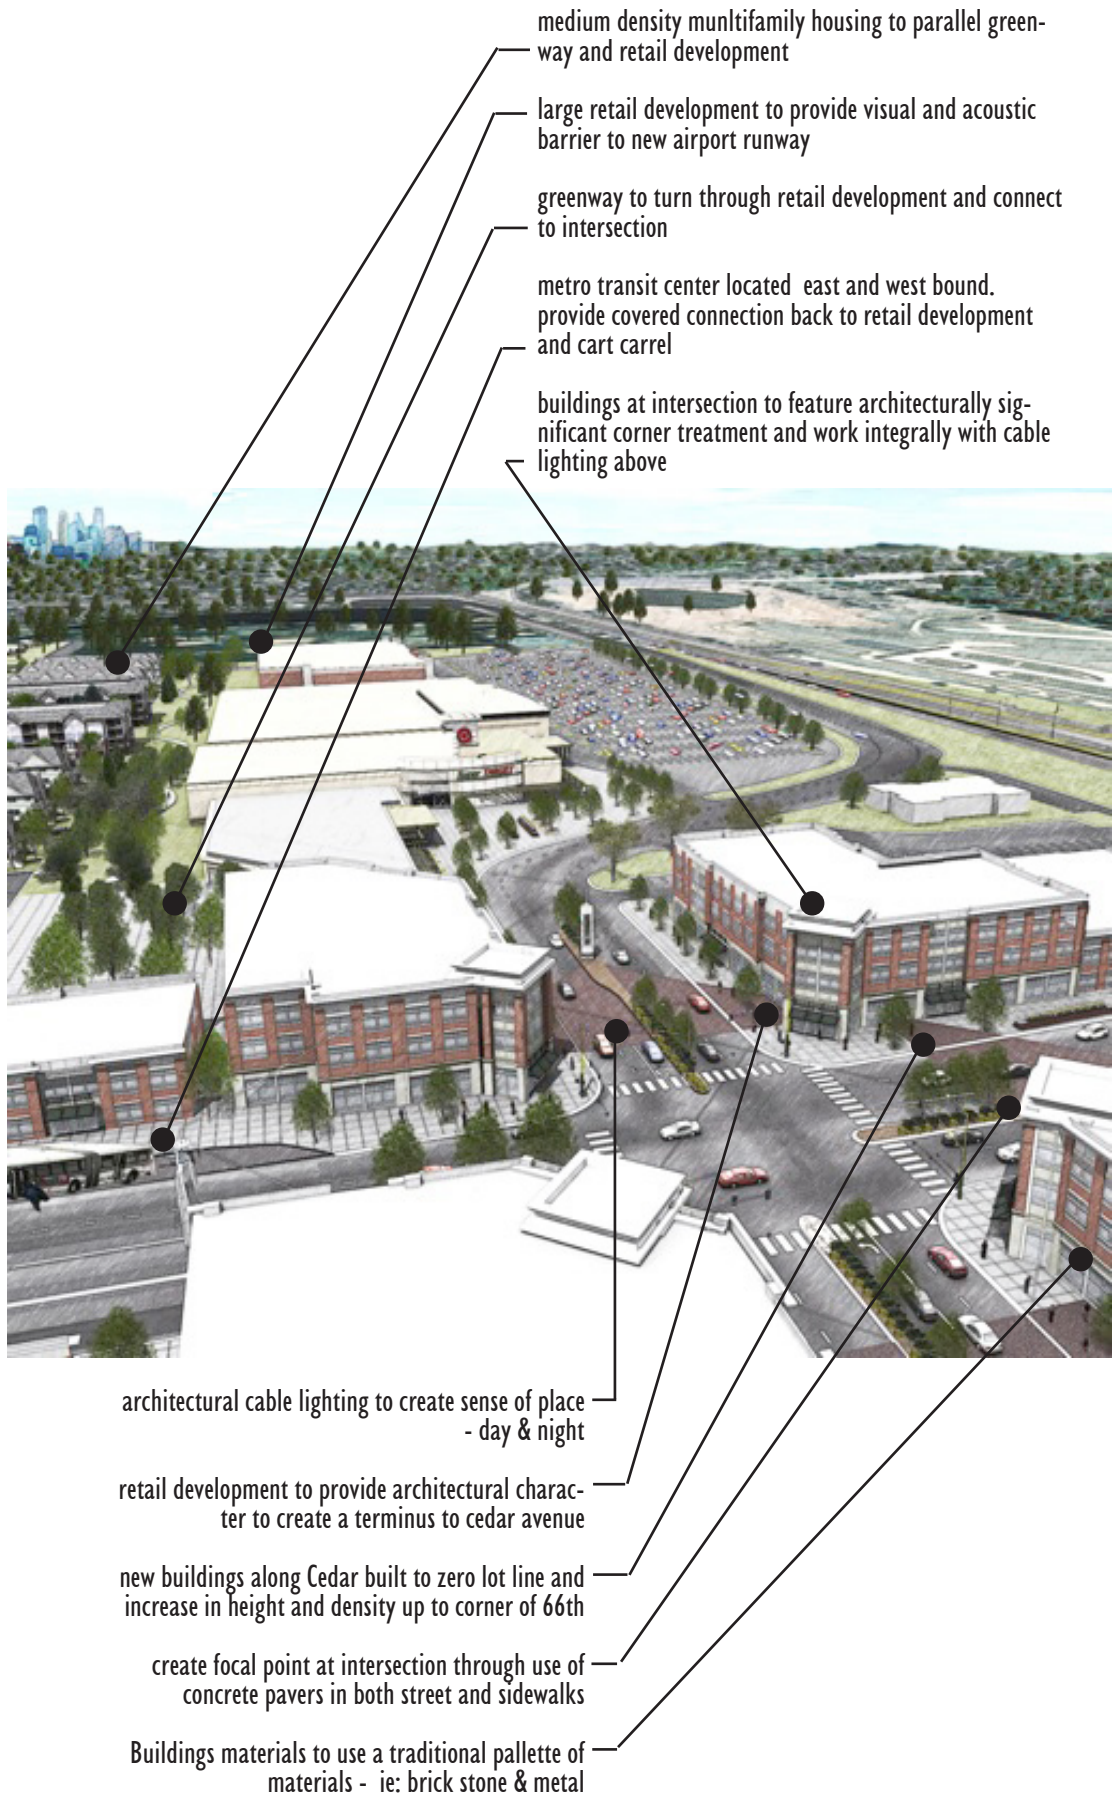 medium density munltifamily housing to parallel green-
way and retail development
large retail development to provide visual and acoustic
barrier to new airport runway
greenway to turn through retail development and connect
to intersection
metro transit center located  east and west bound.
provide covered connection back to retail development
and cart carrel
buildings at intersection to feature architecturally sig-
nificant corner treatment and work integrally with cable
lighting above
architectural cable lighting to create sense of place
- day & night
retail development to provide architectural charac-
ter to create a terminus to cedar avenue
new buildings along Cedar built to zero lot line and
increase in height and density up to corner of 66th
create focal point at intersection through use of
concrete pavers in both street and sidewalks
Buildings materials to use a traditional pallette of
materials -  ie: brick stone & metal